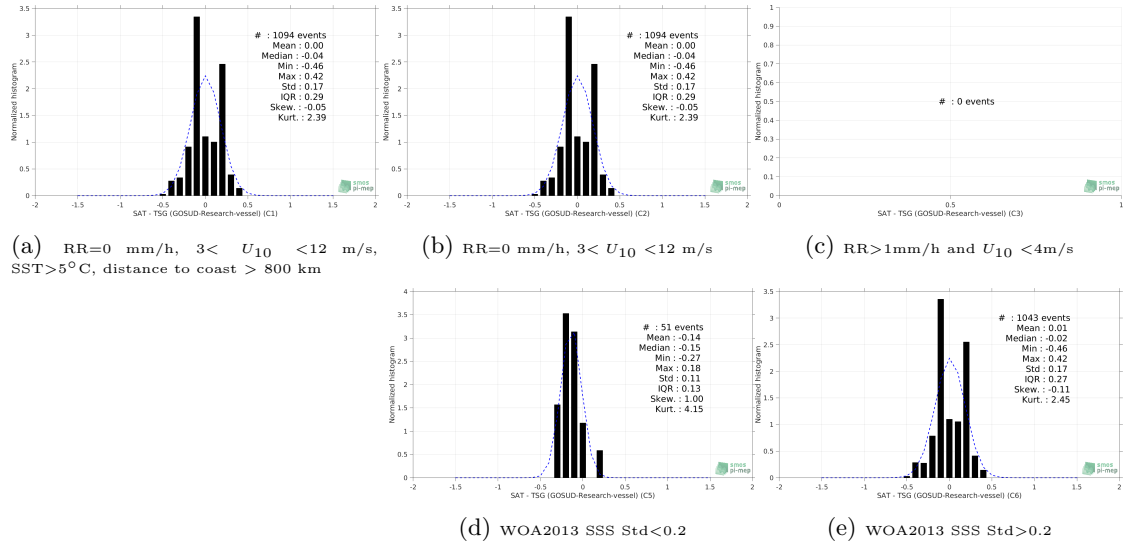 3.5
3
2.5
2
1.5
1
0.5
0
-2 -1.5 -1 -0.5 0 0.5 1 1.5 2
Normalized histogram
# : 1094 events
Mean : 0.00
Median : -0.04
Min : -0.46
Max : 0.42
Std : 0.17
IQR : 0.29
Skew. : -0.05
Kurt. : 2.39
smos
pi-mep
SAT - TSG (GOSUD-Research-vessel) (C1)
(a) RR=0 mm/h, 3< U10 <12 m/s,
SST>5°C, distance to coast > 800 km
3.5
3
2.5
2
1.5
1
0.5
0
-2 -1.5 -1 -0.5 0 0.5 1 1.5 2
Normalized histogram
# : 1094 events
Mean : 0.00
Median : -0.04
Min : -0.46
Max : 0.42
Std : 0.17
IQR : 0.29
Skew. : -0.05
Kurt. : 2.39
smos
pi-mep
SAT - TSG (GOSUD-Research-vessel) (C2)
(b) RR=0 mm/h, 3< U10 <12 m/s
1
0.9
0.8
0.7
0.6
0.5
0.4
0.3
0.2
0.1
0
0 0.5 1
Normalized histogram
# : 0 events
smos
pi-mep
SAT - TSG (GOSUD-Research-vessel) (C3)
(c) RR>1mm/h and U10 <4m/s
4
3.5
3
2.5
2
1.5
1
0.5
0
-2 -1.5 -1 -0.5 0 0.5 1 1.5 2
Normalized histogram
# : 51 events
Mean : -0.14
Median : -0.15
Min : -0.27
Max : 0.18
Std : 0.11
IQR : 0.13
Skew. : 1.00
Kurt. : 4.15
smos
pi-mep
SAT - TSG (GOSUD-Research-vessel) (C5)
(d) WOA2013 SSS Std<0.2
3.5
3
2.5
2
1.5
1
0.5
0
-2 -1.5 -1 -0.5 0 0.5 1 1.5 2
Normalized histogram
# : 1043 events
Mean : 0.01
Median : -0.02
Min : -0.46
Max : 0.42
Std : 0.17
IQR : 0.27
Skew. : -0.11
Kurt. : 2.45
smos
pi-mep
SAT - TSG (GOSUD-Research-vessel) (C6)
(e) WOA2013 SSS Std>0.2